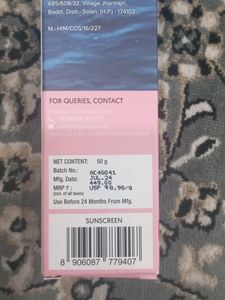 685/608/32, Village Jharmajri,
Baddi, Distt - Solan, (H.P.) - 174103
M.: HIM/COS/16/227
FOR QUERIES, CONTACT
NET CONTENT: 50 g
Batch No.: AC4GD41
Mfg. Date: JUL.24
MRP ₹ : 449.00
(incl. of all taxes) USP ₹8.98/g
Use Before 24 Months From Mfg.
SUNSCREEN
8 906087 779407